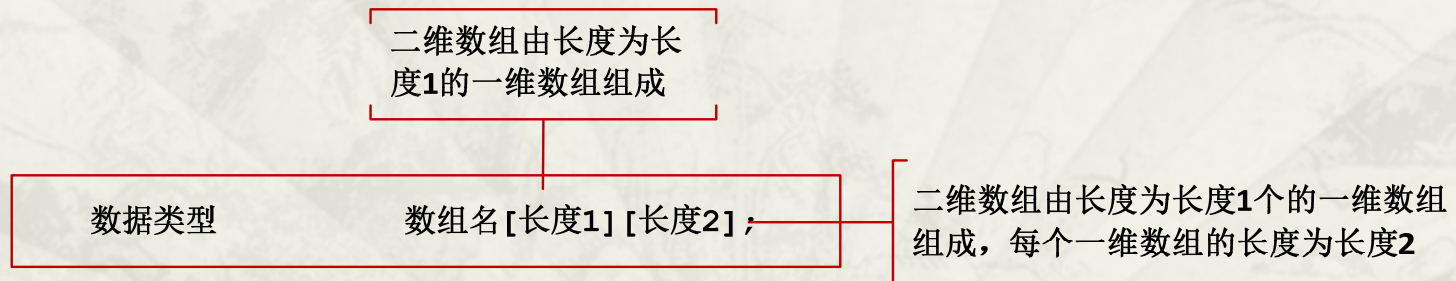 二维数组由长度为长
度1的一维数组组成
数据类型 数组名[长度1][长度2];
二维数组由长度为长度1个的一维数组
组成，每个一维数组的长度为长度2